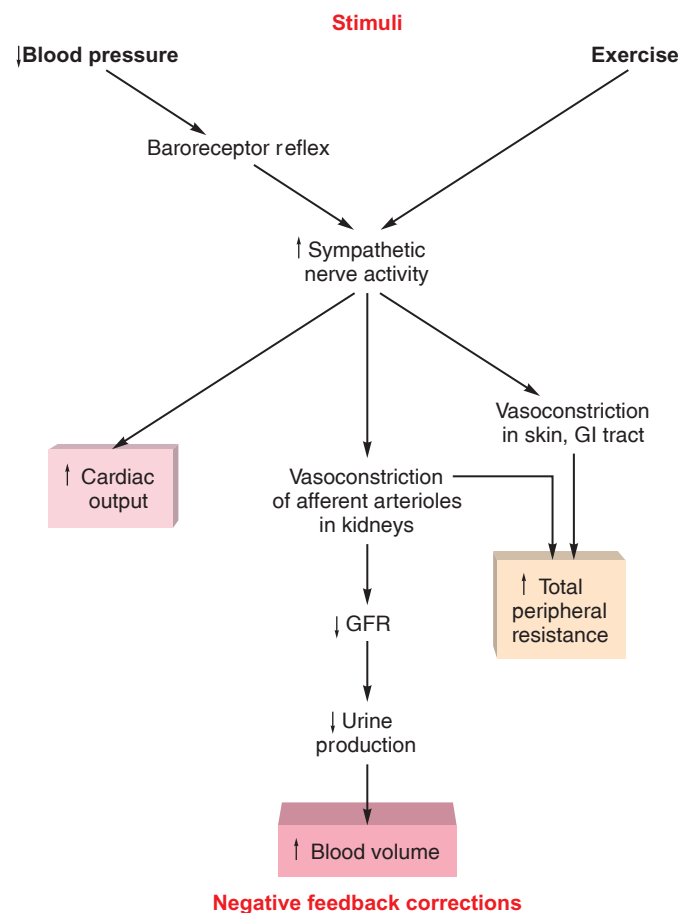 Stimuli
↓Blood pressure
Exercise
Baroreceptor reflex
↑ Sympathetic
nerve activity
Vasoconstriction
in skin, GI tract
↑ Cardiac
output
Vasoconstriction
of afferent arterioles
in kidneys
↑ Total
peripheral
resistance
↓ GFR
↓ Urine
production
↑ Blood volume
Negative feedback corrections